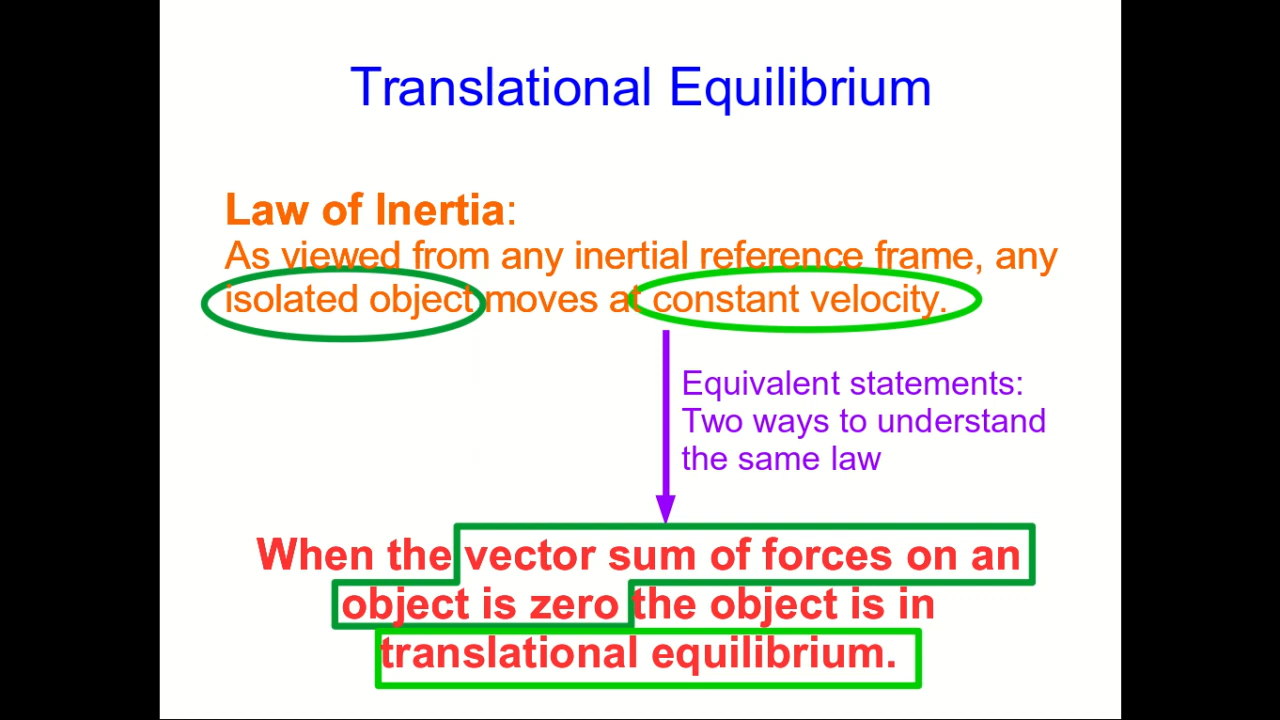 Translational Equilibrium
Law of Inertia:
As viewed from any inertial reference frame, any
isolated object moves at constant velocity.
Equivalent statements:
Two ways to understand
the same law
When the vector sum of forces on an
object is zero the object is in
translational equilibrium.